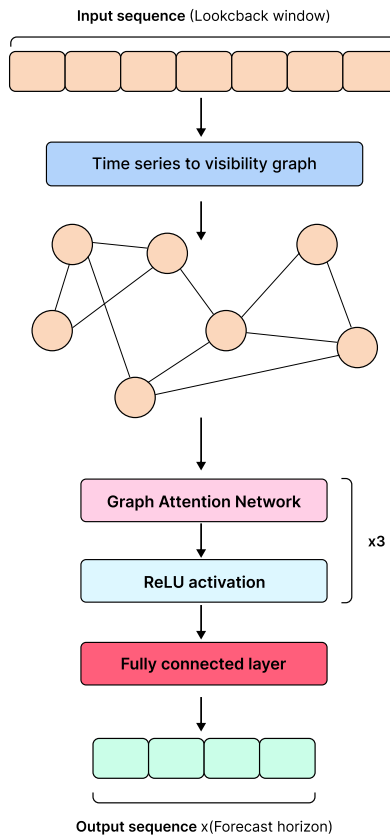 Input sequence (Lookcback window)
Time series to visibility graph
Graph Attention Network
x3
ReLU activation
Fully connected layer
Output sequence x(Forecast horizon)